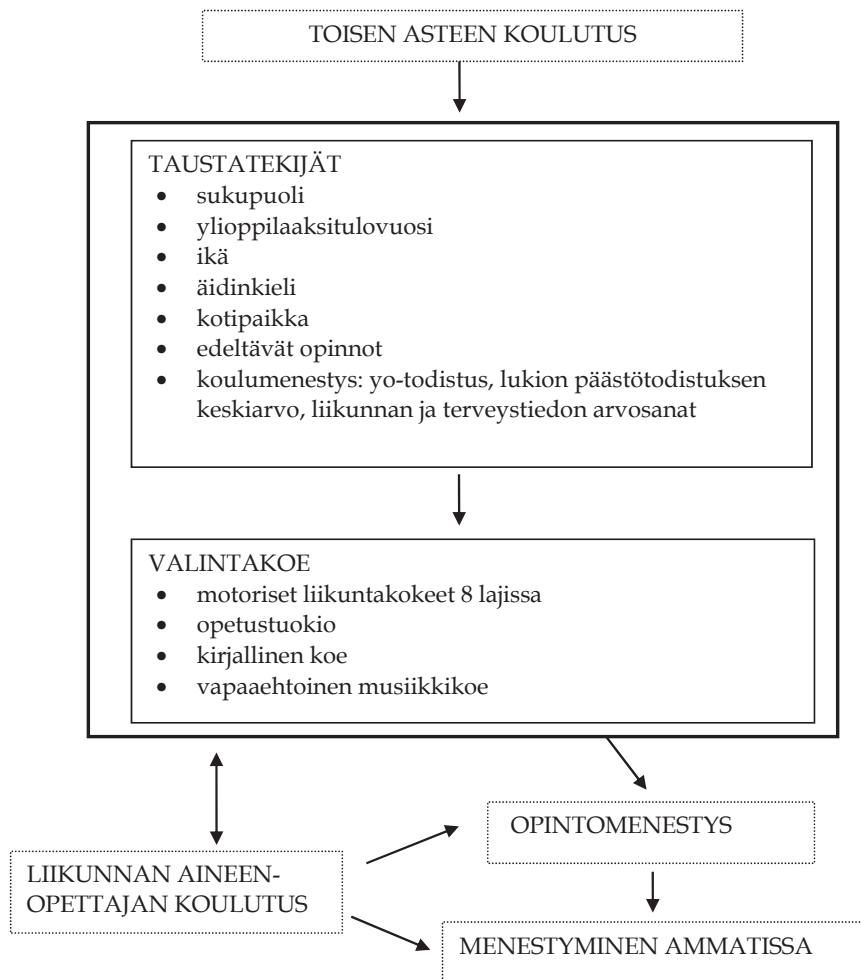 TOISEN ASTEEN KOULUTUS
TAUSTATEKIJÄT
• sukupuoli
• ylioppilaaksitulovuosi
• ikä
• äidinkieli
• kotipaikka
• edeltävät opinnot
• koulumenestys: yo-todistus, lukion päästötodistuksen
keskiarvo, liikunnan ja terveystiedon arvosanat
VALINTAKOE
• motoriset liikuntakokeet 8 lajissa
• opetustuokio
• kirjallinen koe
• vapaaehtoinen musiikkikoe
OPINTOMENESTYS
LIIKUNNAN AINEEN-
OPETTAJAN KOULUTUS
MENESTYMINEN AMMATISSA